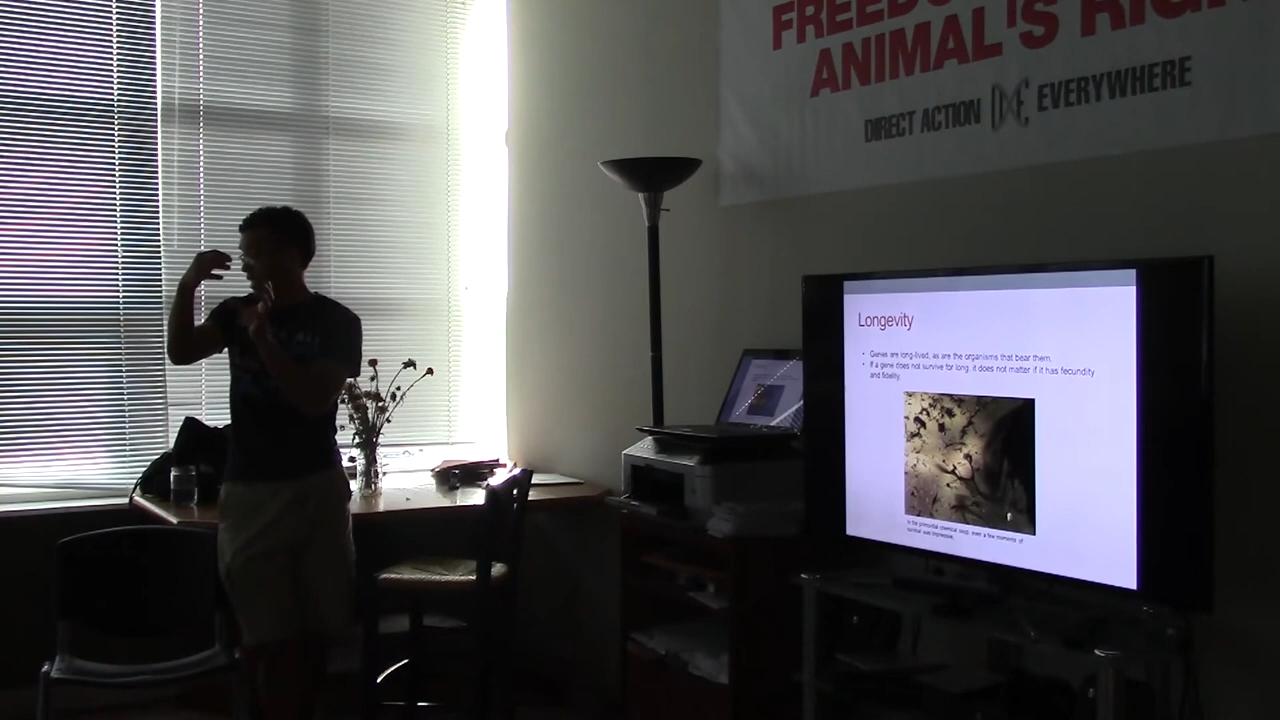 ANIMAL'S
DIRECT ACTION EVERYWHERE
Longevity
• Genes are long-lived, as are the organisms that bear them.
• If a gene does not survive for long, it does not matter if it has fecundity
and fidelity.
In the primordial chemical soup, even a few moments of
survival was impressive.